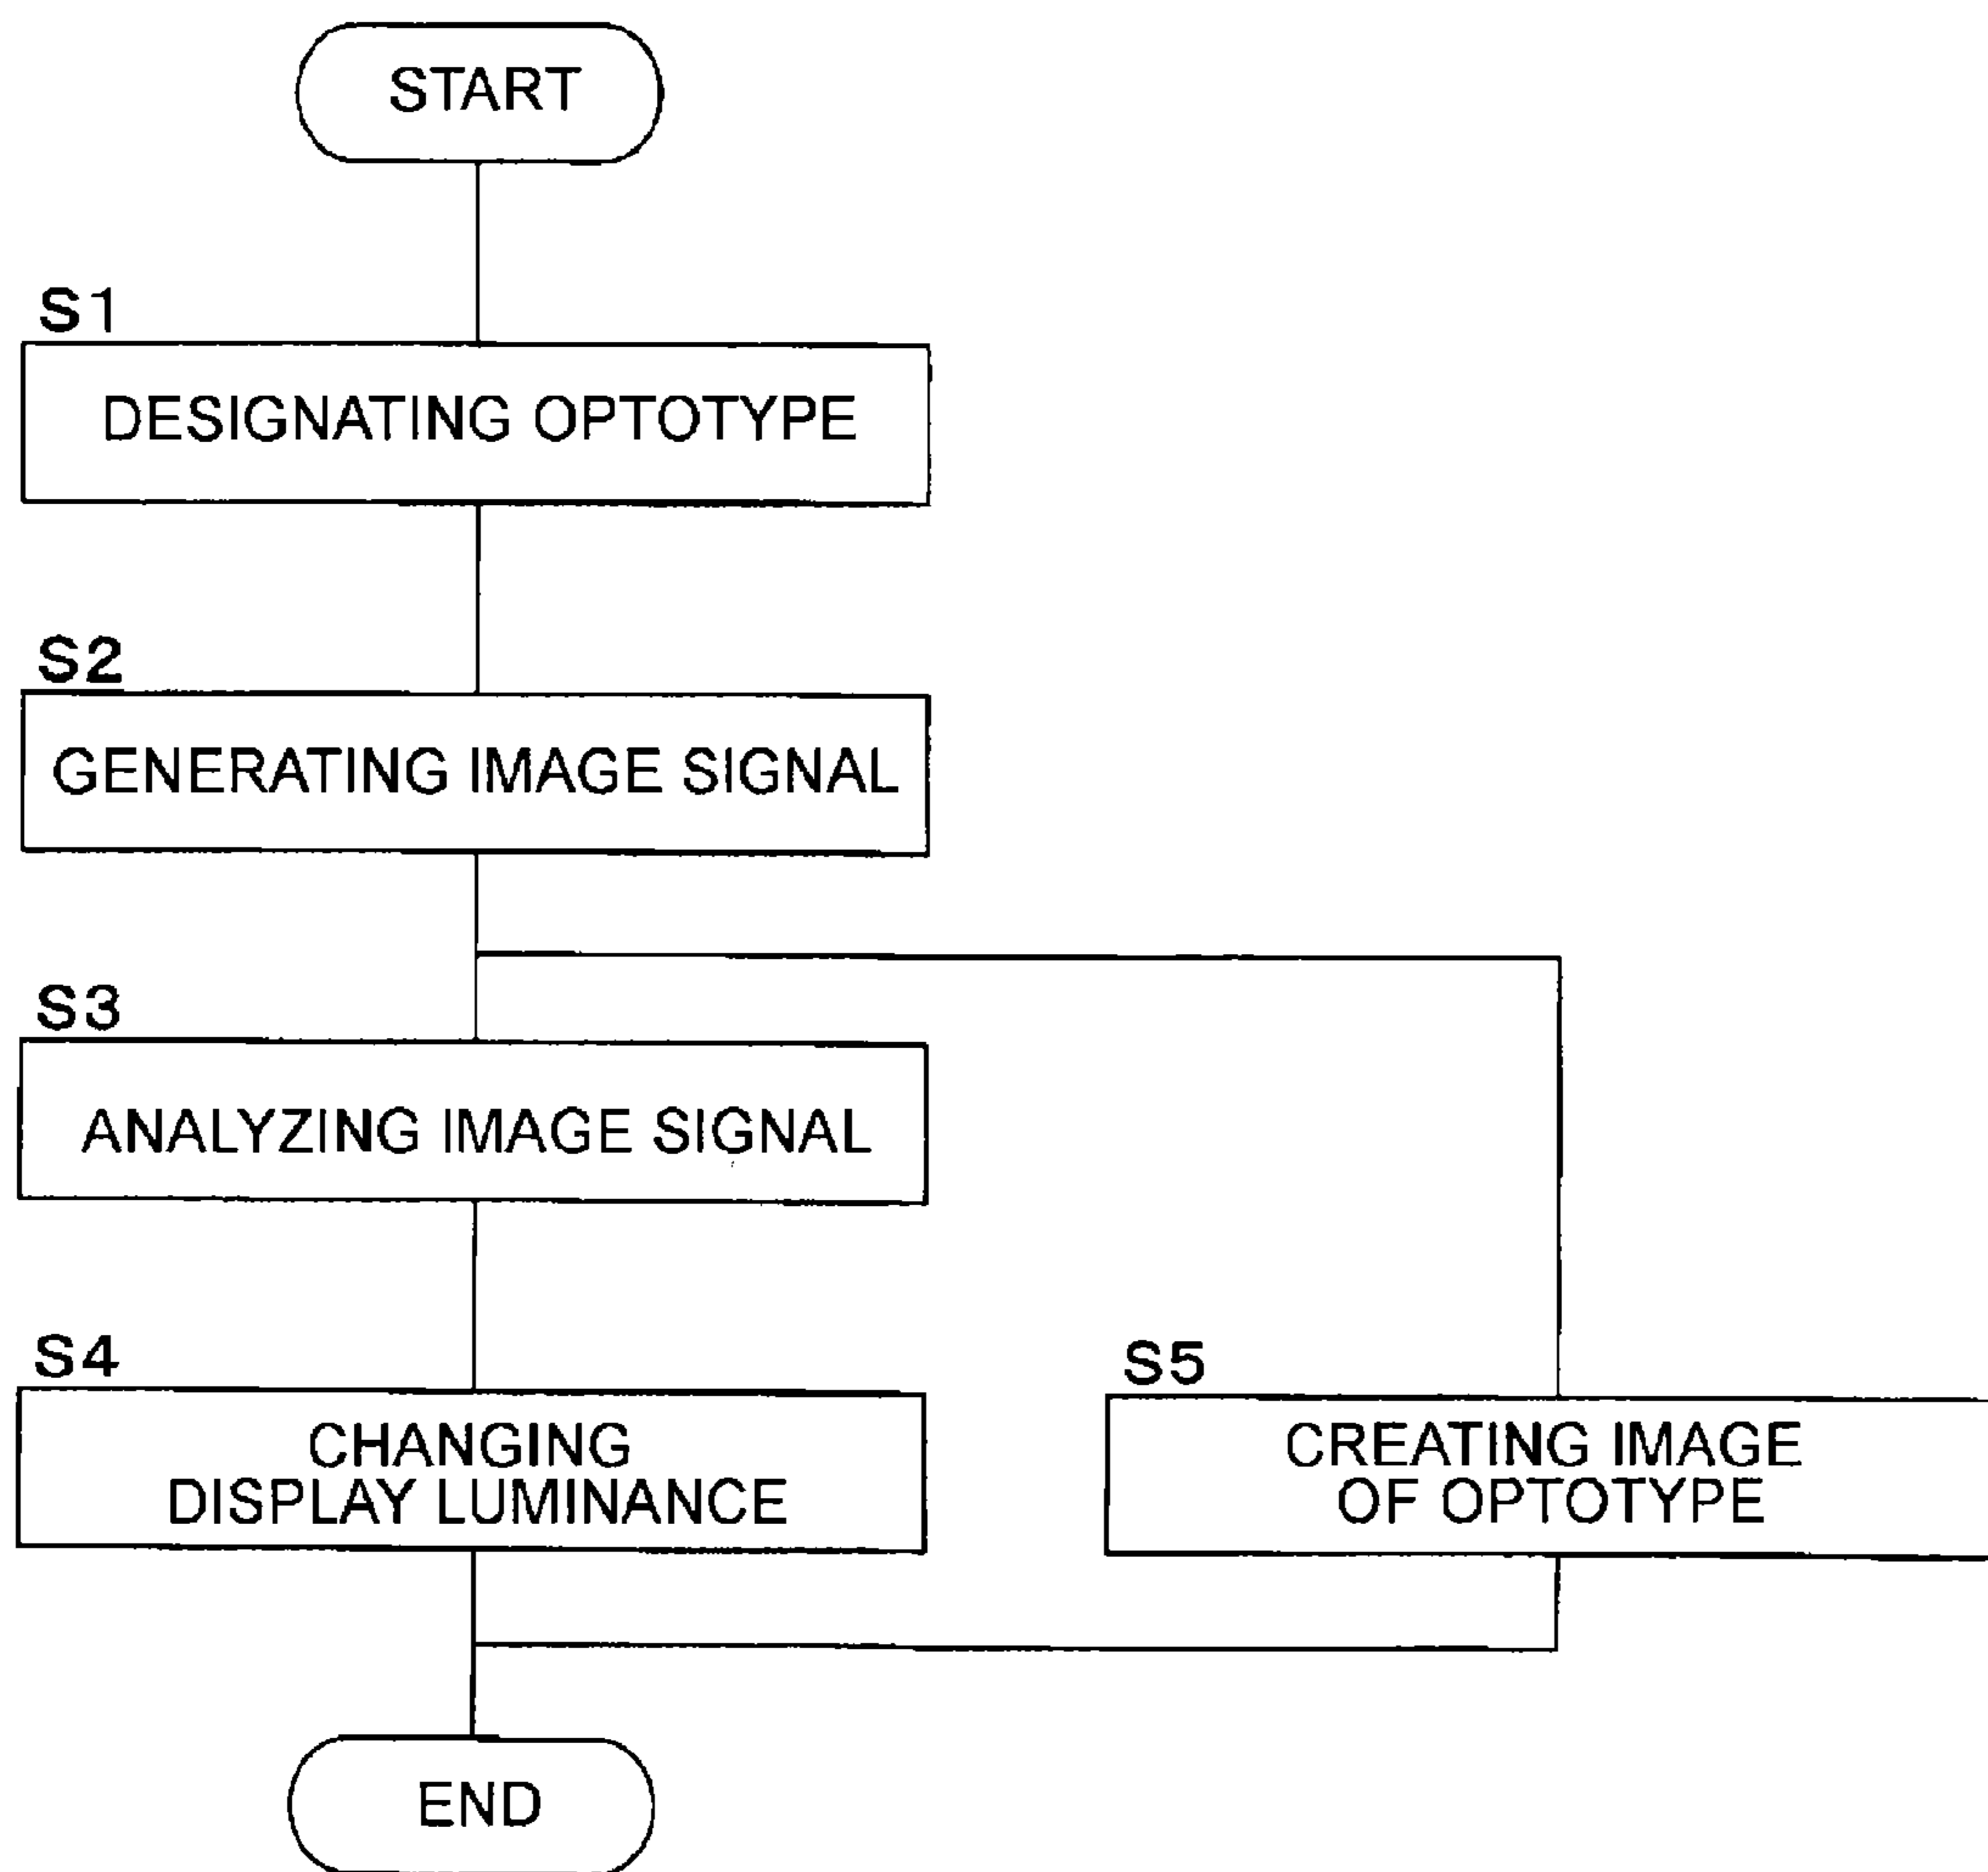 START
S1
DESIGNATING OPTOTYPE
S2
GENERATING IMAGE SIGNAL
S3
ANALYZING IMAGE SIGNAL
S4
CHANGING
DISPLAY LUMINANCE
S5
CREATING IMAGE
OF OPTOTYPE
END